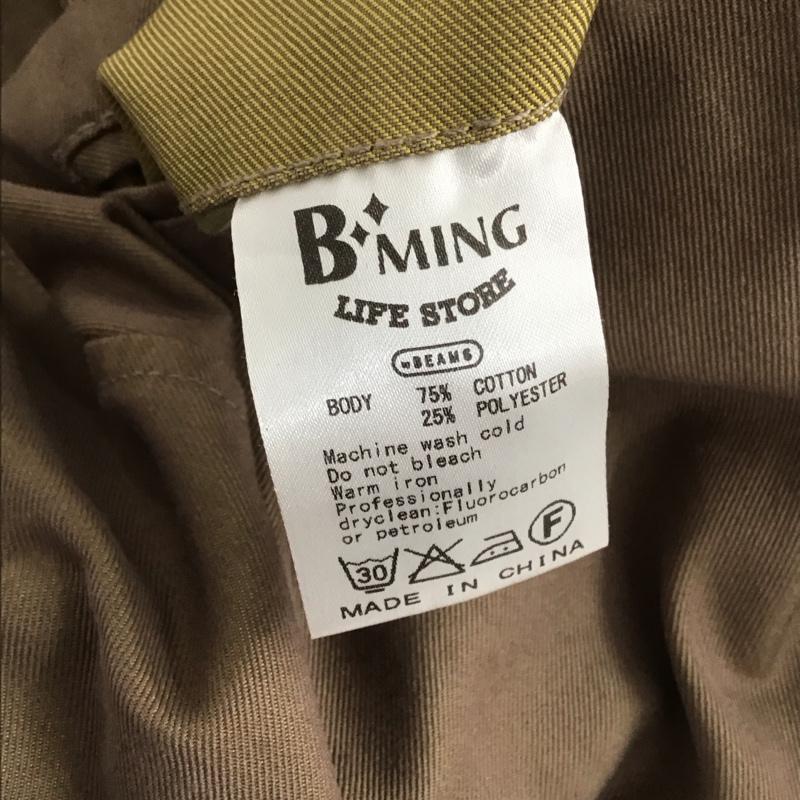 B MING
LIFE STORE
BEAMS
BODY 75% COTTON
25% POLYESTER
Machine wash cold
Do not bleach
Warm iron
Professionally
dryclean:Fluorocarbon
or petroleum
30 F
MADE IN CHINA